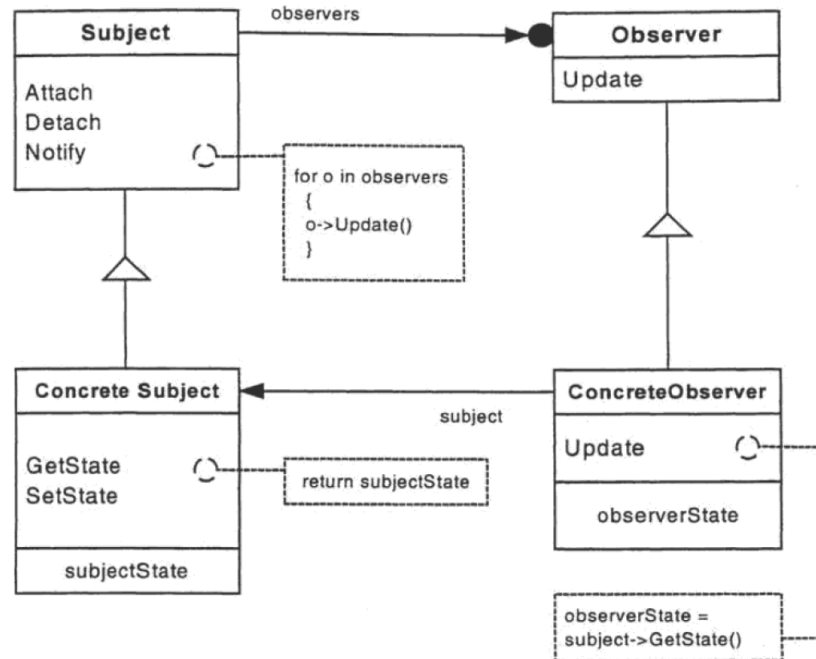 observers
Subject
Observer
Attach
Detach
Notify
Update
for o in observers
{
o->Update()
}
Concrete Subject
ConcreteObserver
subject
GetState
SetState
return subjectState
Update
subjectState
observerState
observerState =
subject->GetState()